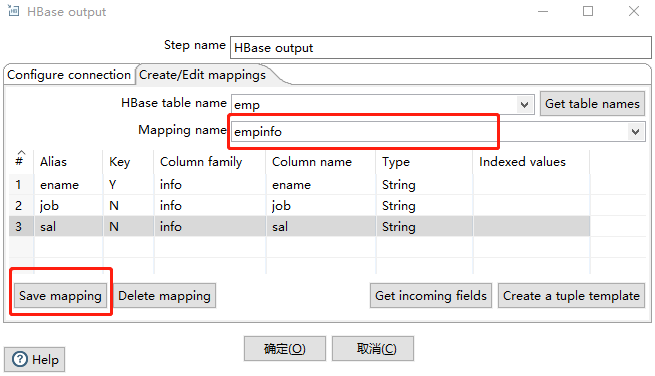 HBase output
Step name HBase output
Configure connection Create/Edit mappings
HBase table name emp Get table names
Mapping name empinfo
# Alias Key Column family Column name Type Indexed values
1 ename Y info ename String
2 job N info job String
3 sal N info sal String
Save mapping Delete mapping Get incoming fields Create a tuple template
确定(O) 取消(C)
? Help